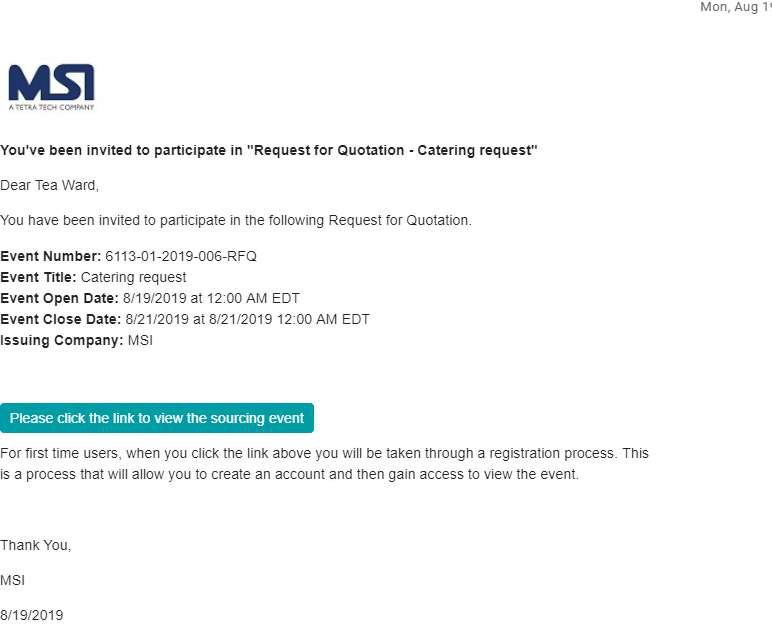 Mon, Aug 19
MSI
A TETRA TECH COMPANY
You've been invited to participate in "Request for Quotation - Catering request"
Dear Tea Ward,
You have been invited to participate in the following Request for Quotation.
Event Number: 6113-01-2019-006-RFQ
Event Title: Catering request
Event Open Date: 8/19/2019 at 12:00 AM EDT
Event Close Date: 8/21/2019 at 8/21/2019 12:00 AM EDT
Issuing Company: MSI
Please click the link to view the sourcing event
For first time users, when you click the link above you will be taken through a registration process. This
is a process that will allow you to create an account and then gain access to view the event.
Thank You,
MSI
8/19/2019